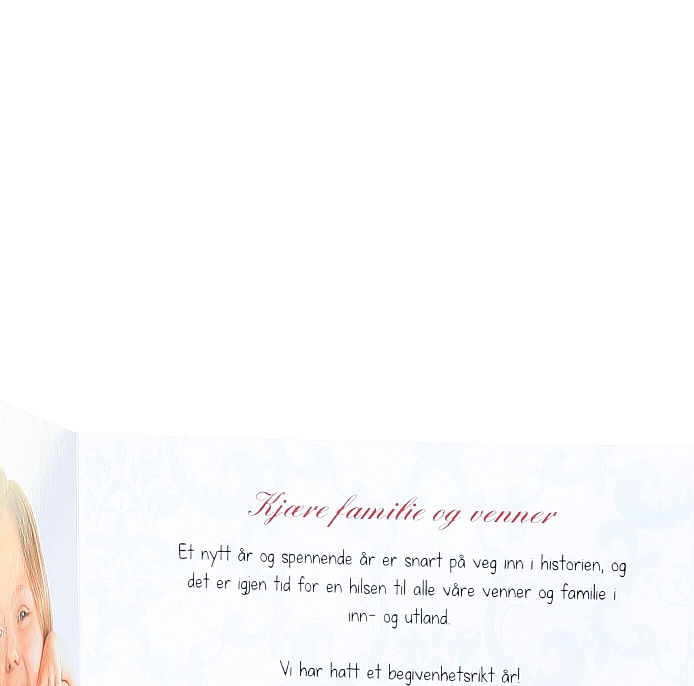 Kjære familie og venner
Et nytt år og spennende år er snart på veg inn i historien, og
det er igjen tid for en hilsen til alle våre venner og familie i
inn- og utland.
Vi har hatt et begivenhetsrikt år!